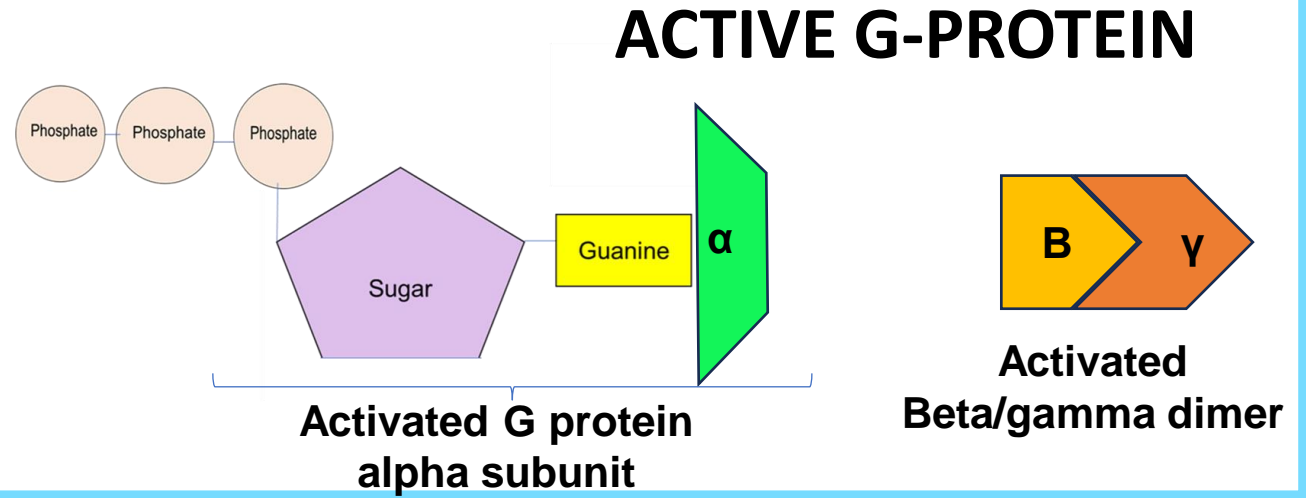 ACTIVE G-PROTEIN
Phosphate
Phosphate
Phosphate
Sugar
Guanine
α
B
γ
Activated G protein
alpha subunit
Activated
Beta/gamma dimer